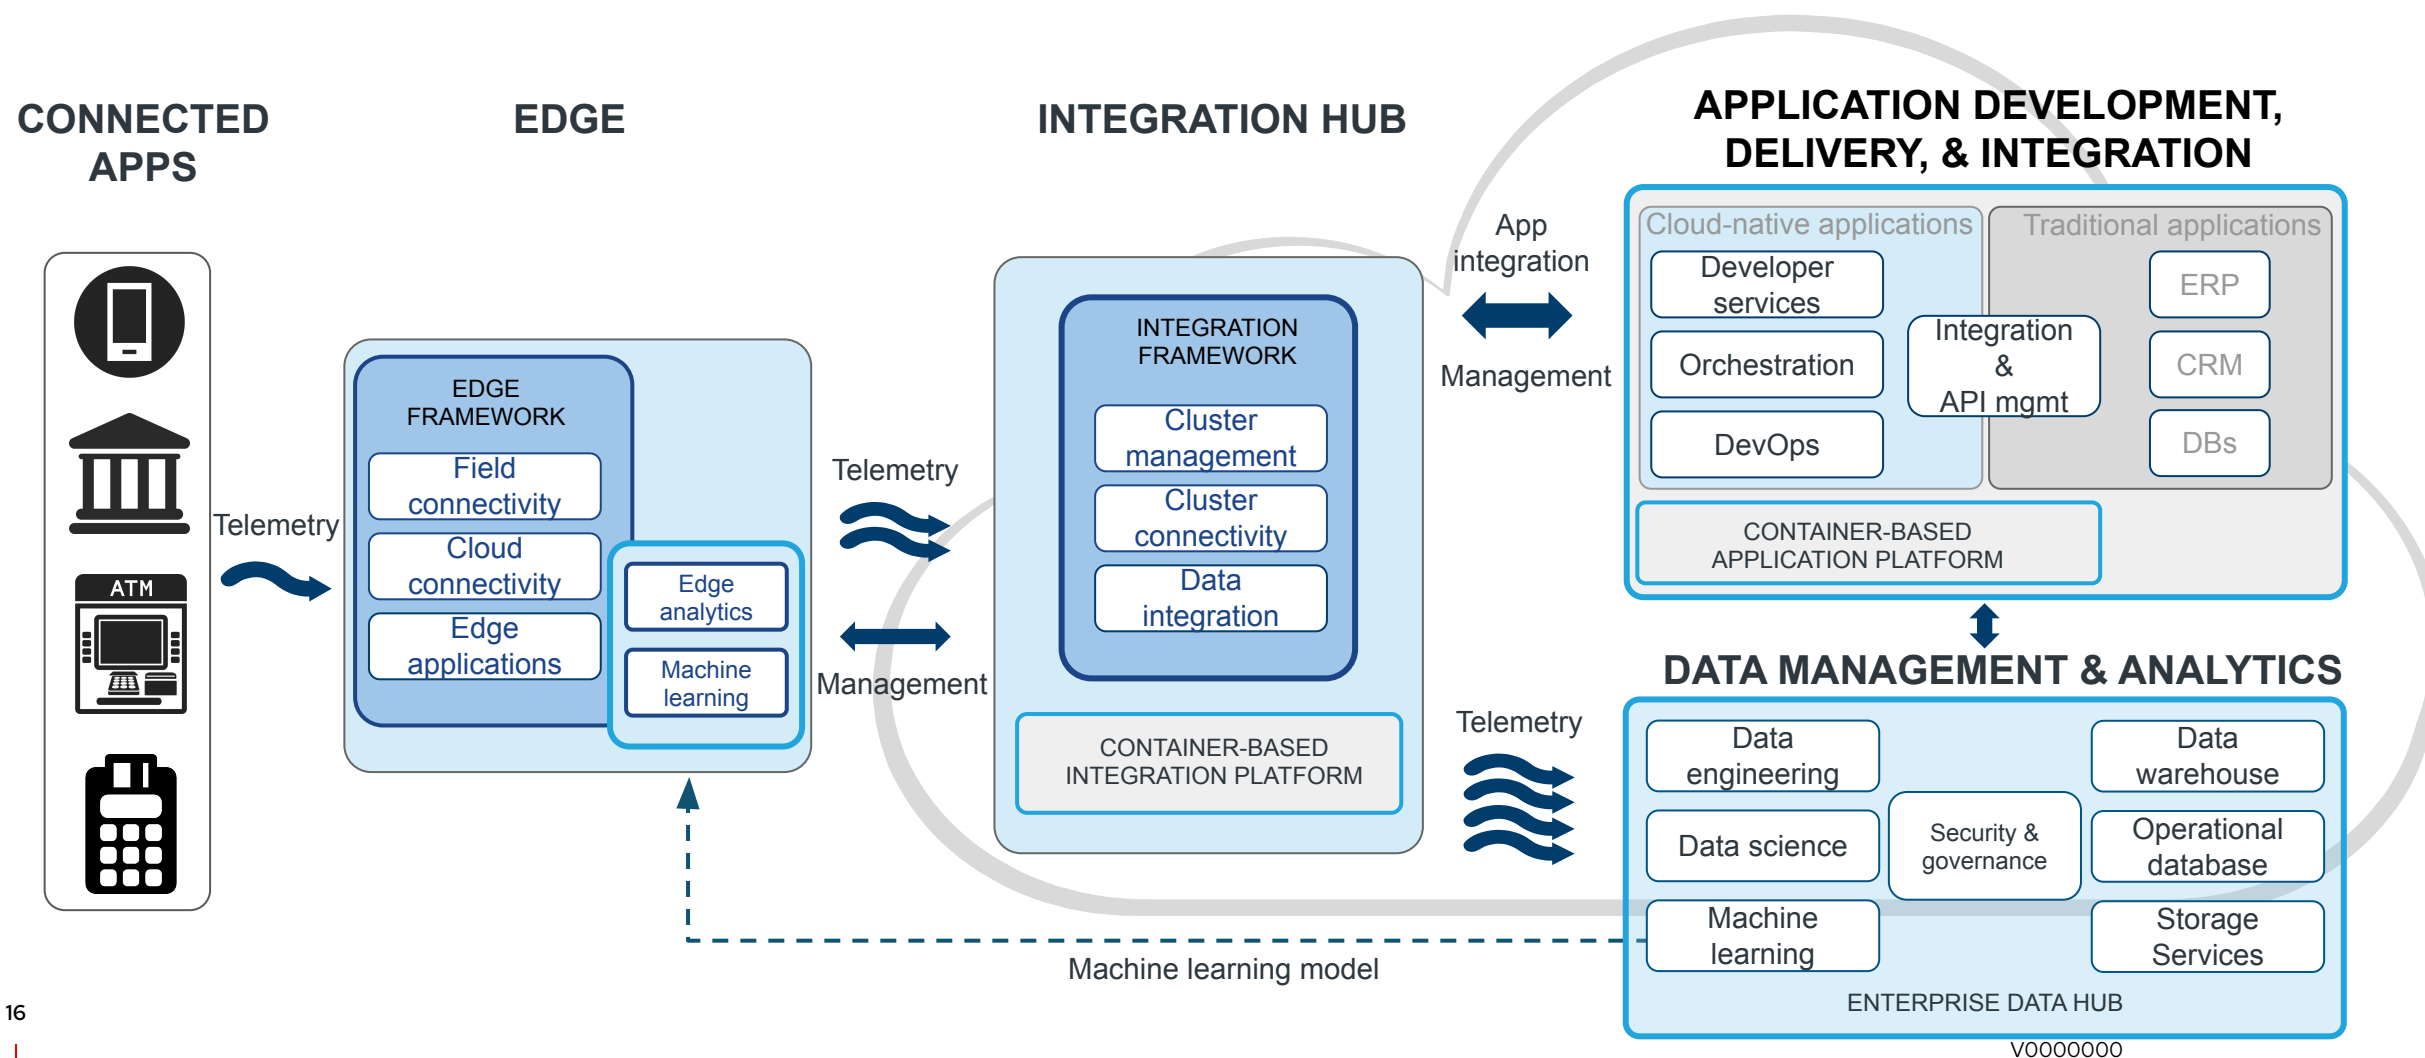 CONNECTED
APPS
EDGE
INTEGRATION HUB
APPLICATION DEVELOPMENT,
DELIVERY, & INTEGRATION
ATM
Telemetry
EDGE
FRAMEWORK
Field
connectivity
Cloud
connectivity
Edge
applications
Edge
analytics
Machine
learning
Telemetry
Management
INTEGRATION
FRAMEWORK
Cluster
management
Cluster
connectivity
Data
integration
CONTAINER-BASED
INTEGRATION PLATFORM
App
integration
Management
Telemetry
Cloud-native applications
Developer
services
Orchestration
DevOps
Integration
&
API mgmt
Traditional applications
ERP
CRM
DBs
CONTAINER-BASED
APPLICATION PLATFORM
DATA MANAGEMENT & ANALYTICS
Data
engineering
Data science
Machine
learning
Security &
governance
Data
warehouse
Operational
database
Storage
Services
ENTERPRISE DATA HUB
Machine learning model
16
V0000000